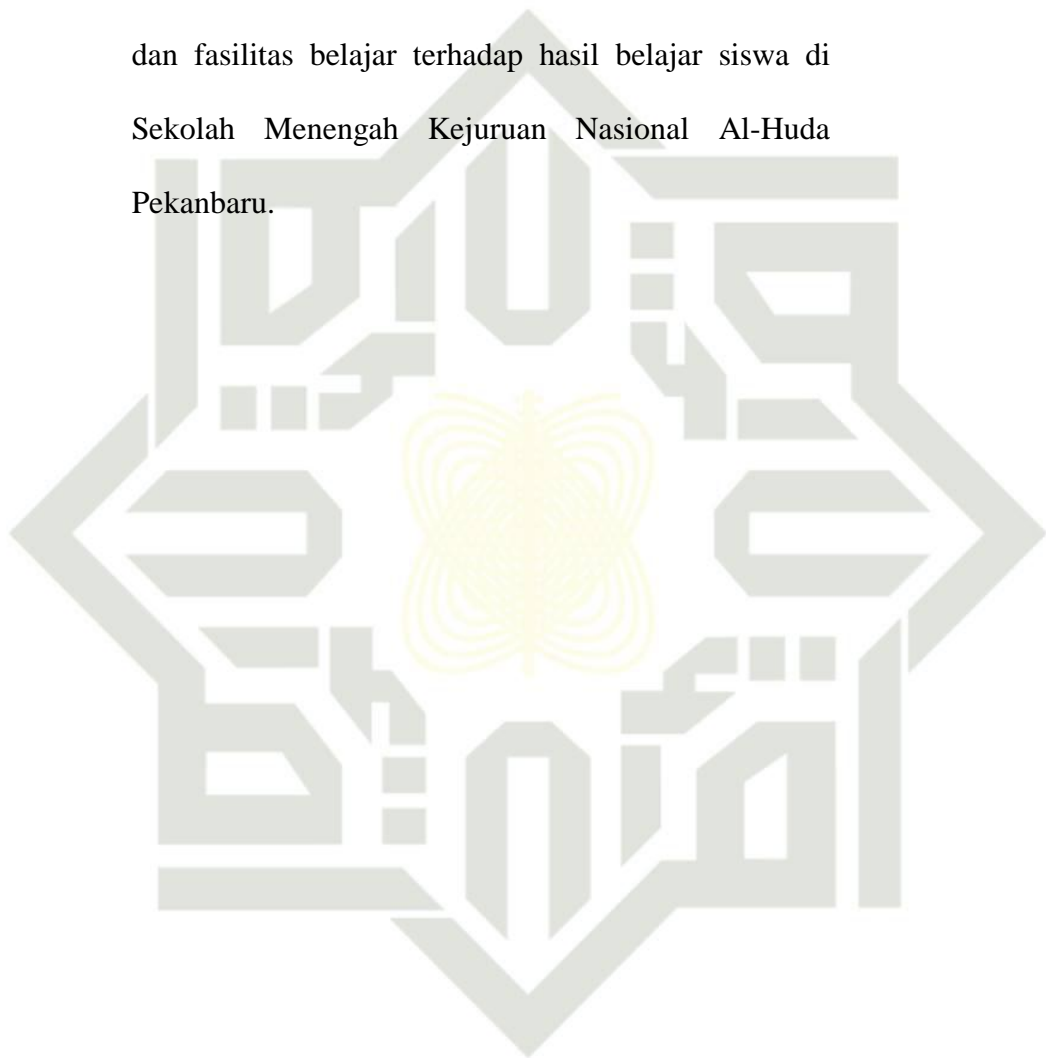 dan fasilitas belajar terhadap hasil belajar siswa di
Sekolah Menengah Kejuruan Nasional Al-Huda
Pekanbaru.